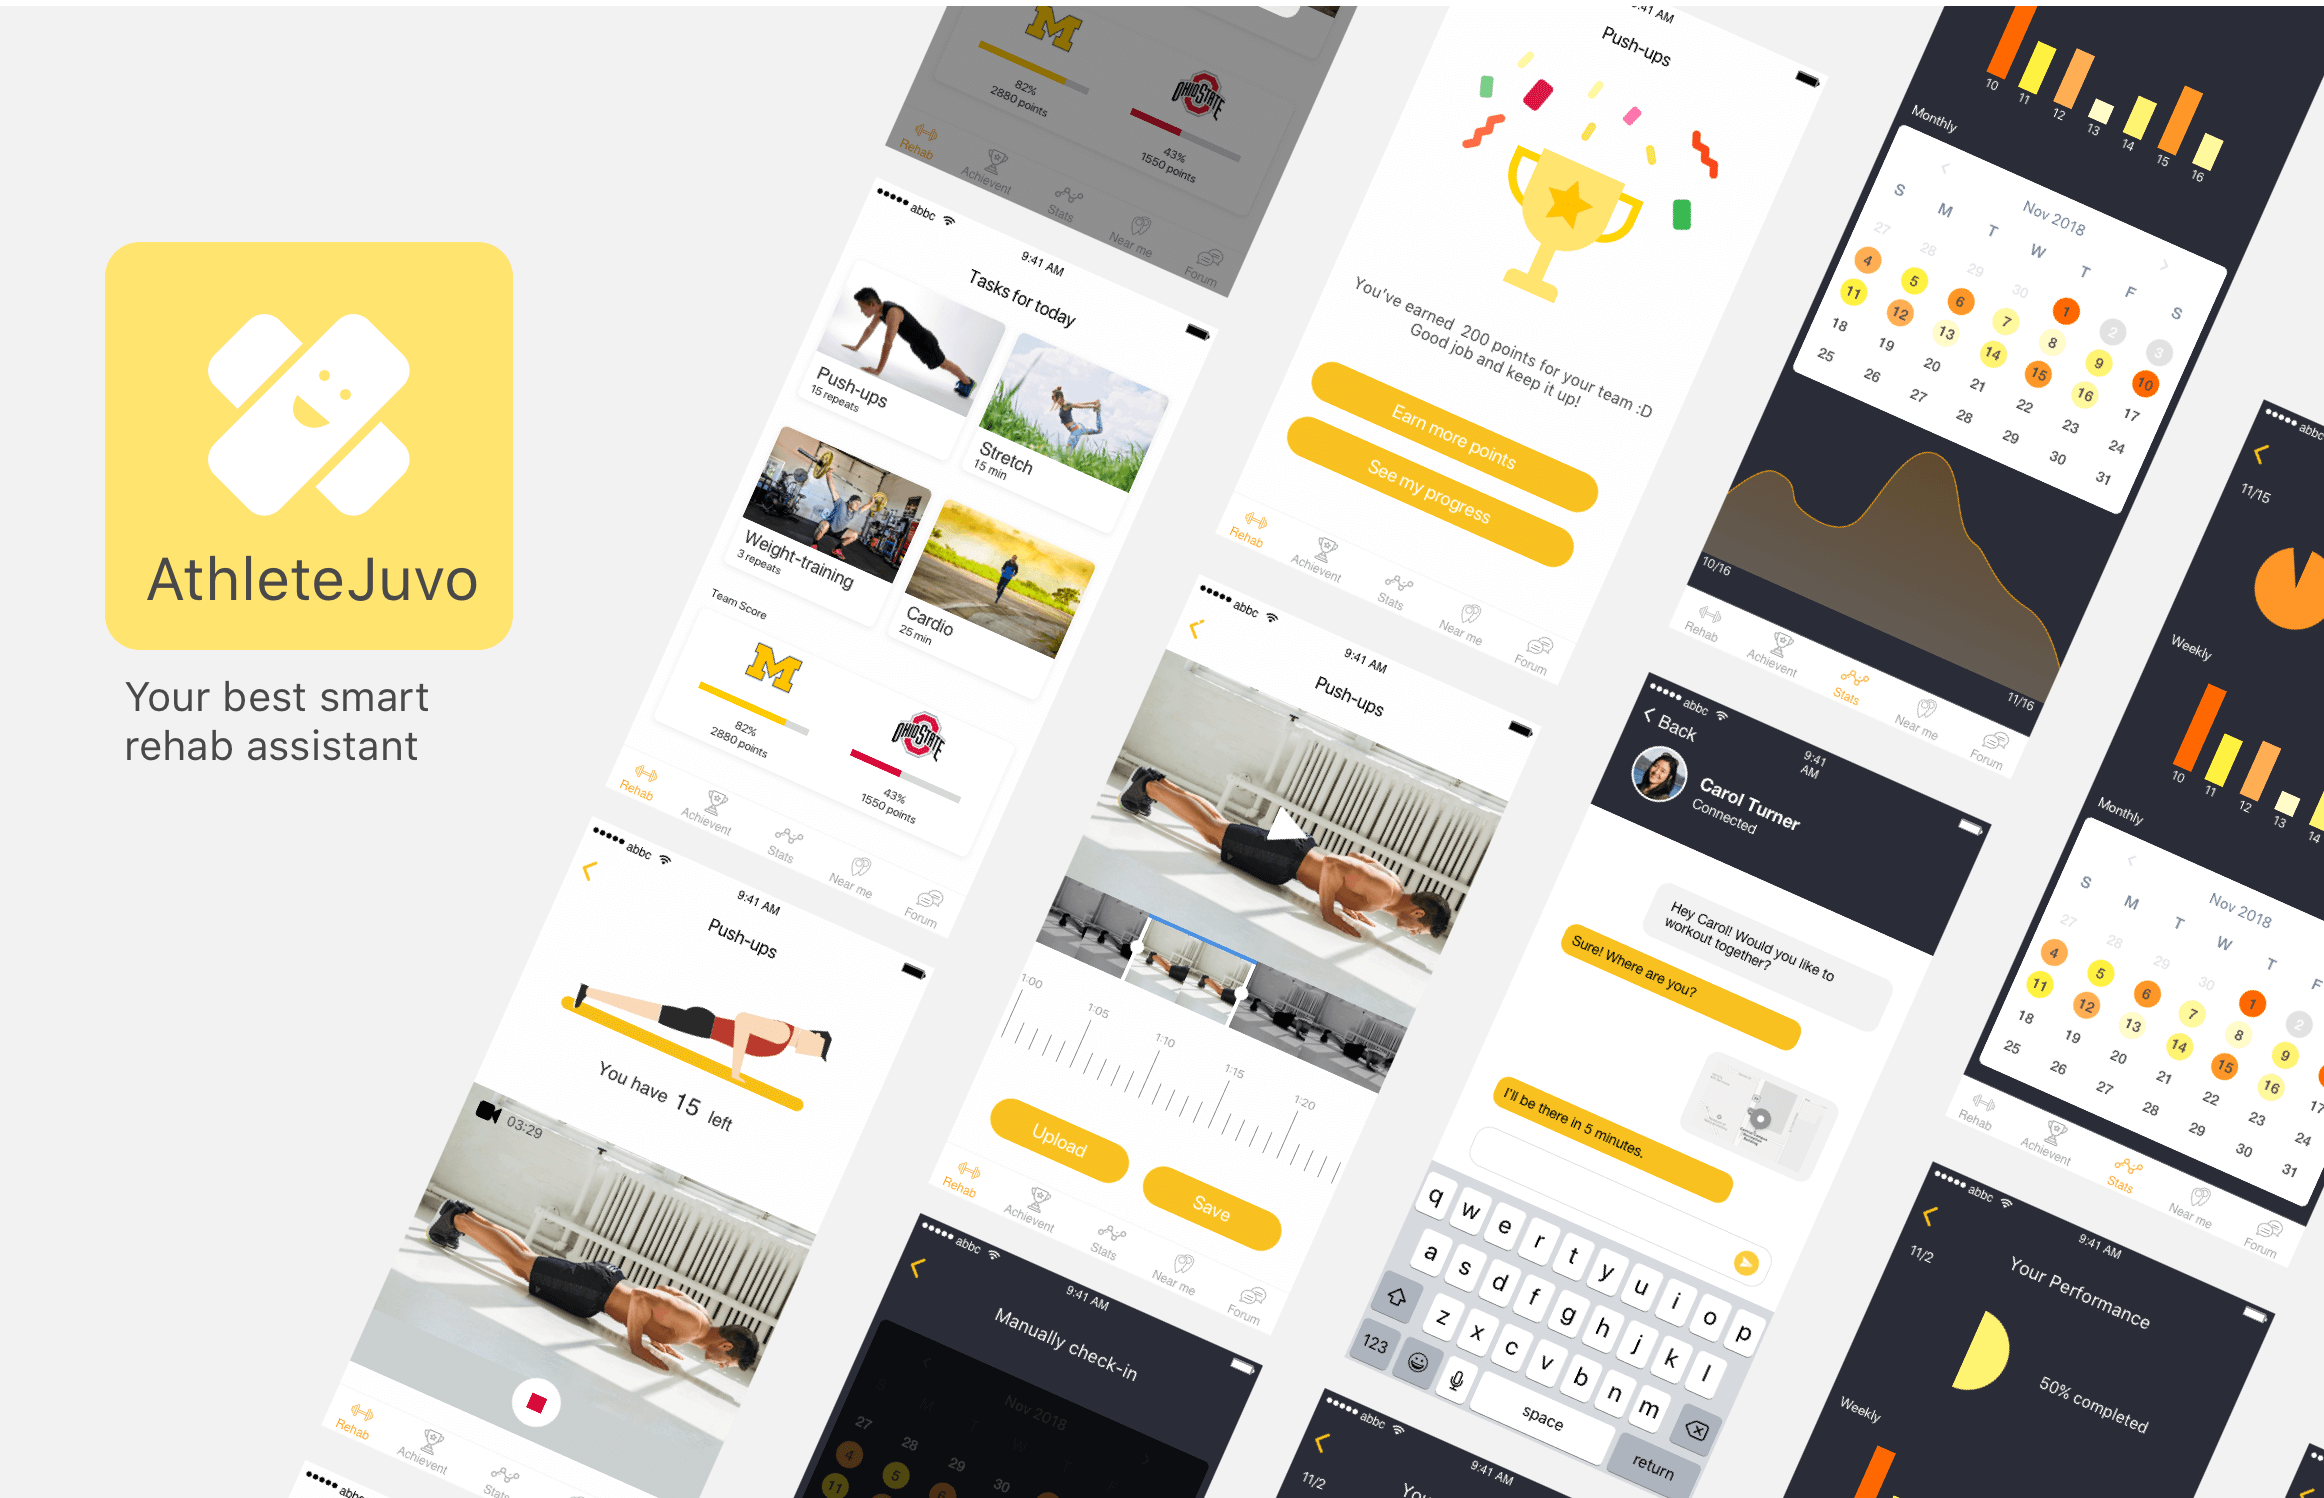 AthleteJuvo
Your best smart
rehab assistant
M
82%
2880 points
OHIO STATE
43%
1550 points
Rehab
Achievent
Stats
Near me
Forum
abbc
9:41 AM
Tasks for today
Push-ups
15 repeats
Stretch
15 min
Weight-training
3 repeats
Cardio
25 min
Team Score
M
82%
2880 points
OHIO STATE
43%
1550 points
Rehab
Achievent
Stats
Near me
Forum
abbc
9:41 AM
Push-ups
You have 15 left
03:29
Rehab
Achievent
Stats
abbc
9:41 AM
Push-ups
You've earned 200 points for your team :D
Good job and keep it up!
Earn more points
See my progress
Rehab
Achievent
Stats
Near me
Forum
abbc
9:41 AM
Push-ups
1:00
1:05
1:10
1:15
1:20
Upload
Save
Rehab
Achievent
Stats
Near me
Forum
abbc
9:41 AM
Manually check-in
Nov 2018
S M T W
27 28 29 30
4 5 6
11
10 11 12 13 14 15 16
Monthly
Nov 2018
S M T W T F S
27 28 29 30 1 2 3
4 5 6 7 8 9 10
11 12 13 14 15 16 17
18 19 20 21 22 23 24
25 26 27 28 29 30 31
10/16
11/16
Rehab
Achievent
Stats
Near me
Forum
abbc
9:41 AM
Back
Carol Turner
Connected
Hey Carol! Would you like to
workout together?
Sure! Where are you?
I'll be there in 5 minutes.
q w e r t y u i o p
a s d f g h j k l
z x c v b n m
123
space
return
abbc
9:41 AM
11/2
abbc
11/15
Weekly
10 11 12 13 14
Monthly
Nov 2018
S M T W T F
27 28 29 30 1 2
4 5 6 7 8 9
11 12 13 14 15 16 17
18 19 20 21 22 23 24
25 26 27 28 29 30 31
Rehab
Achievent
Stats
Near me
Forum
abbc
9:41 AM
11/2
Your Performance
50% completed
Weekly